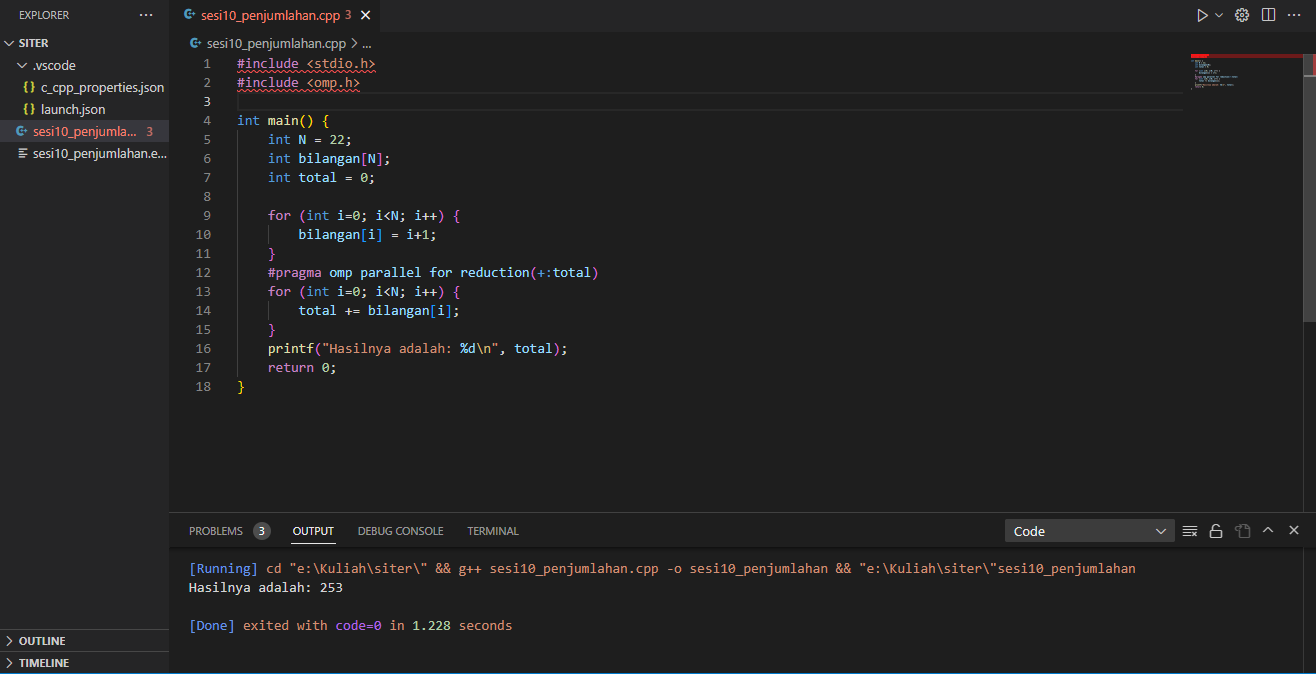 EXPLORER ...
SITER
.vscode
{} c_cpp_properties.json
{} launch.json
sesi10_penjumla... 3
sesi10_penjumlahan.e...
OUTLINE
TIMELINE
sesi10_penjumlahan.cpp 3
sesi10_penjumlahan.cpp > ...
1 #include <stdio.h>
2 #include <omp.h>
3
4 int main() {
5     int N = 22;
6     int bilangan[N];
7     int total = 0;
8
9     for (int i=0; i<N; i++) {
10         bilangan[i] = i+1;
11     }
12     #pragma omp parallel for reduction(+:total)
13     for (int i=0; i<N; i++) {
14         total += bilangan[i];
15     }
16     printf("Hasilnya adalah: %d\n", total);
17     return 0;
18 }
PROBLEMS 3 OUTPUT DEBUG CONSOLE TERMINAL Code
[Running] cd "e:\Kuliah\siter\" && g++ sesi10_penjumlahan.cpp -o sesi10_penjumlahan && "e:\Kuliah\siter\"sesi10_penjumlahan
Hasilnya adalah: 253
[Done] exited with code=0 in 1.228 seconds